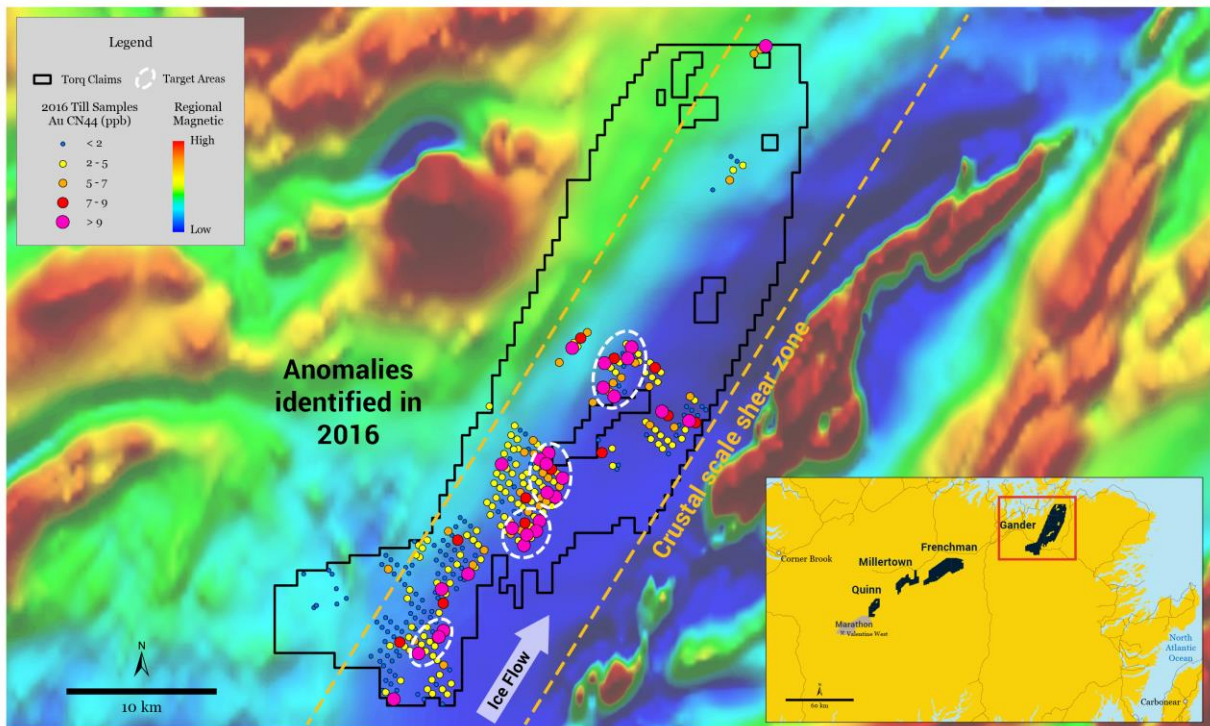 Legend
Torq Claims
Target Areas
2016 Till Samples
Au CN44 (ppb)
< 2
2 - 5
5 - 7
7 - 9
> 9
Regional
Magnetic
High
Low
Anomalies
identified in
2016
Crustal scale shear zone
Ice Flow
N
10 km
Gander
Corner Brook
Frenchman
Millertown
Quinn
Marathon
Valentine West
North
Atlantic
Ocean
Carbonear
N
60 km